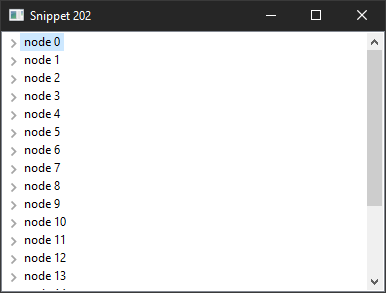 Snippet 202
node 0
node 1
node 2
node 3
node 4
node 5
node 6
node 7
node 8
node 9
node 10
node 11
node 12
node 13